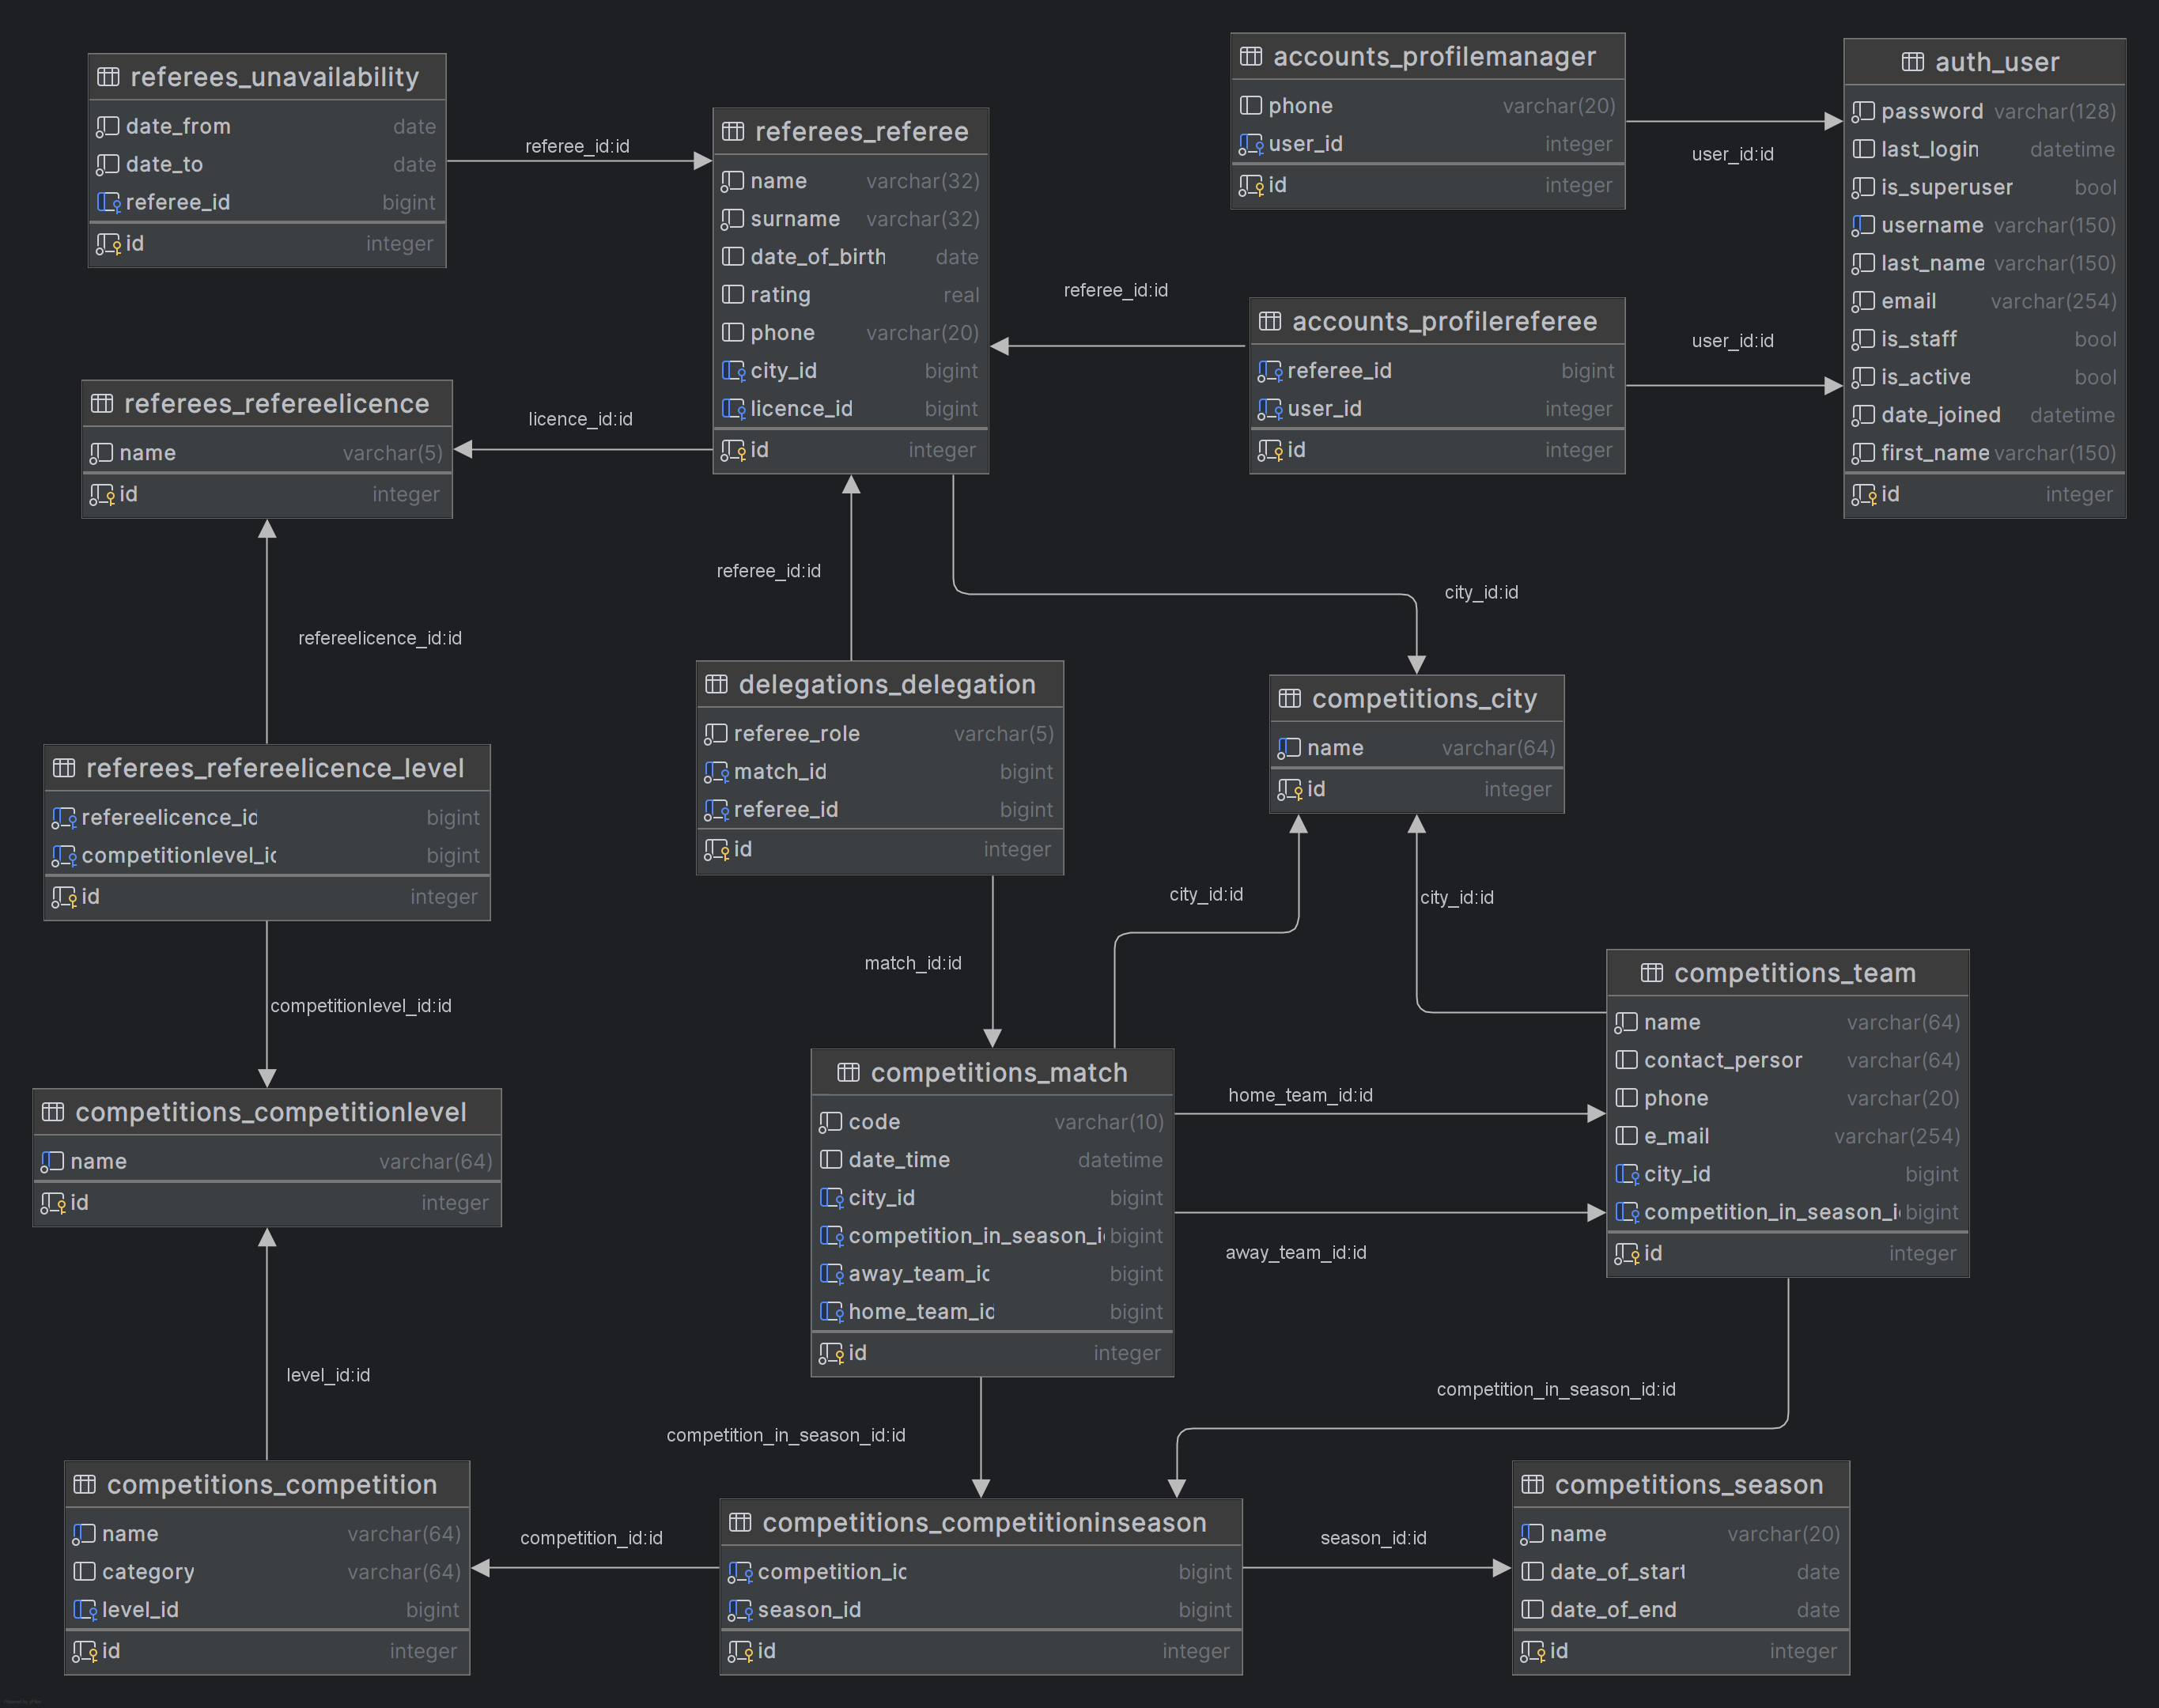 referees_unavailability
date_from date
date_to date
referee_id bigint
id integer
referee_id:id
referees_referee
name varchar(32)
surname varchar(32)
date_of_birth date
rating real
phone varchar(20)
city_id bigint
licence_id bigint
id integer
accounts_profilemanager
phone varchar(20)
user_id integer
id integer
user_id:id
auth_user
password varchar(128)
last_login datetime
is_superuser bool
username varchar(150)
last_name varchar(150)
email varchar(254)
is_staff bool
is_active bool
date_joined datetime
first_name varchar(150)
id integer
referee_id:id
accounts_profilereferee
referee_id bigint
user_id integer
id integer
user_id:id
referees_refereelicence
name varchar(5)
id integer
licence_id:id
refereelicence_id:id
referee_id:id
city_id:id
referees_refereelicence_level
refereelicence_id bigint
competitionlevel_ic bigint
id integer
delegations_delegation
referee_role varchar(5)
match_id bigint
referee_id bigint
id integer
competitions_city
name varchar(64)
id integer
city_id:id
city_id:id
match_id:id
competitionlevel_id:id
competitions_team
name varchar(64)
contact_persor varchar(64)
phone varchar(20)
e_mail varchar(254)
city_id bigint
competition_in_season_i bigint
id integer
competitions_competitionlevel
name varchar(64)
id integer
competitions_match
code varchar(10)
date_time datetime
city_id bigint
competition_in_season_i bigint
away_team_ic bigint
home_team_id bigint
id integer
home_team_id:id
away_team_id:id
level_id:id
competition_in_season_id:id
competition_in_season_id:id
competitions_competition
name varchar(64)
category varchar(64)
level_id bigint
id integer
competition_id:id
competitions_competitioninseason
competition_ic bigint
season_id bigint
id integer
season_id:id
competitions_season
name varchar(20)
date_of_start date
date_of_end date
id integer